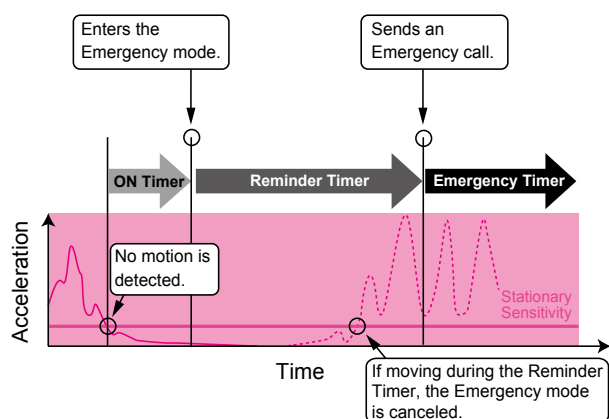 Enters the
Emergency mode.
Sends an
Emergency call.
ON Timer
Reminder Timer
Emergency Timer
No motion is
detected.
Stationary
Sensitivity
Acceleration
Time
If moving during the Reminder
Timer, the Emergency mode
is canceled.